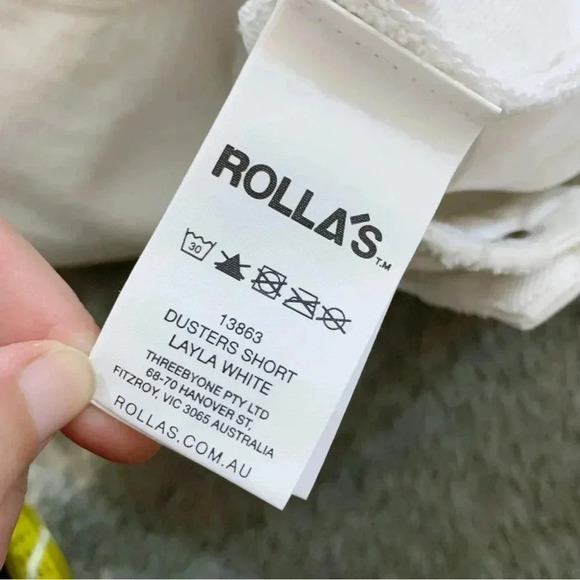 ROLLA'S TM
30
13863
DUSTERS SHORT
LAYLA WHITE
THREEBYONE PTY LTD
68-70 HANOVER ST,
FITZROY, VIC 3065 AUSTRALIA
ROLLAS.COM.AU